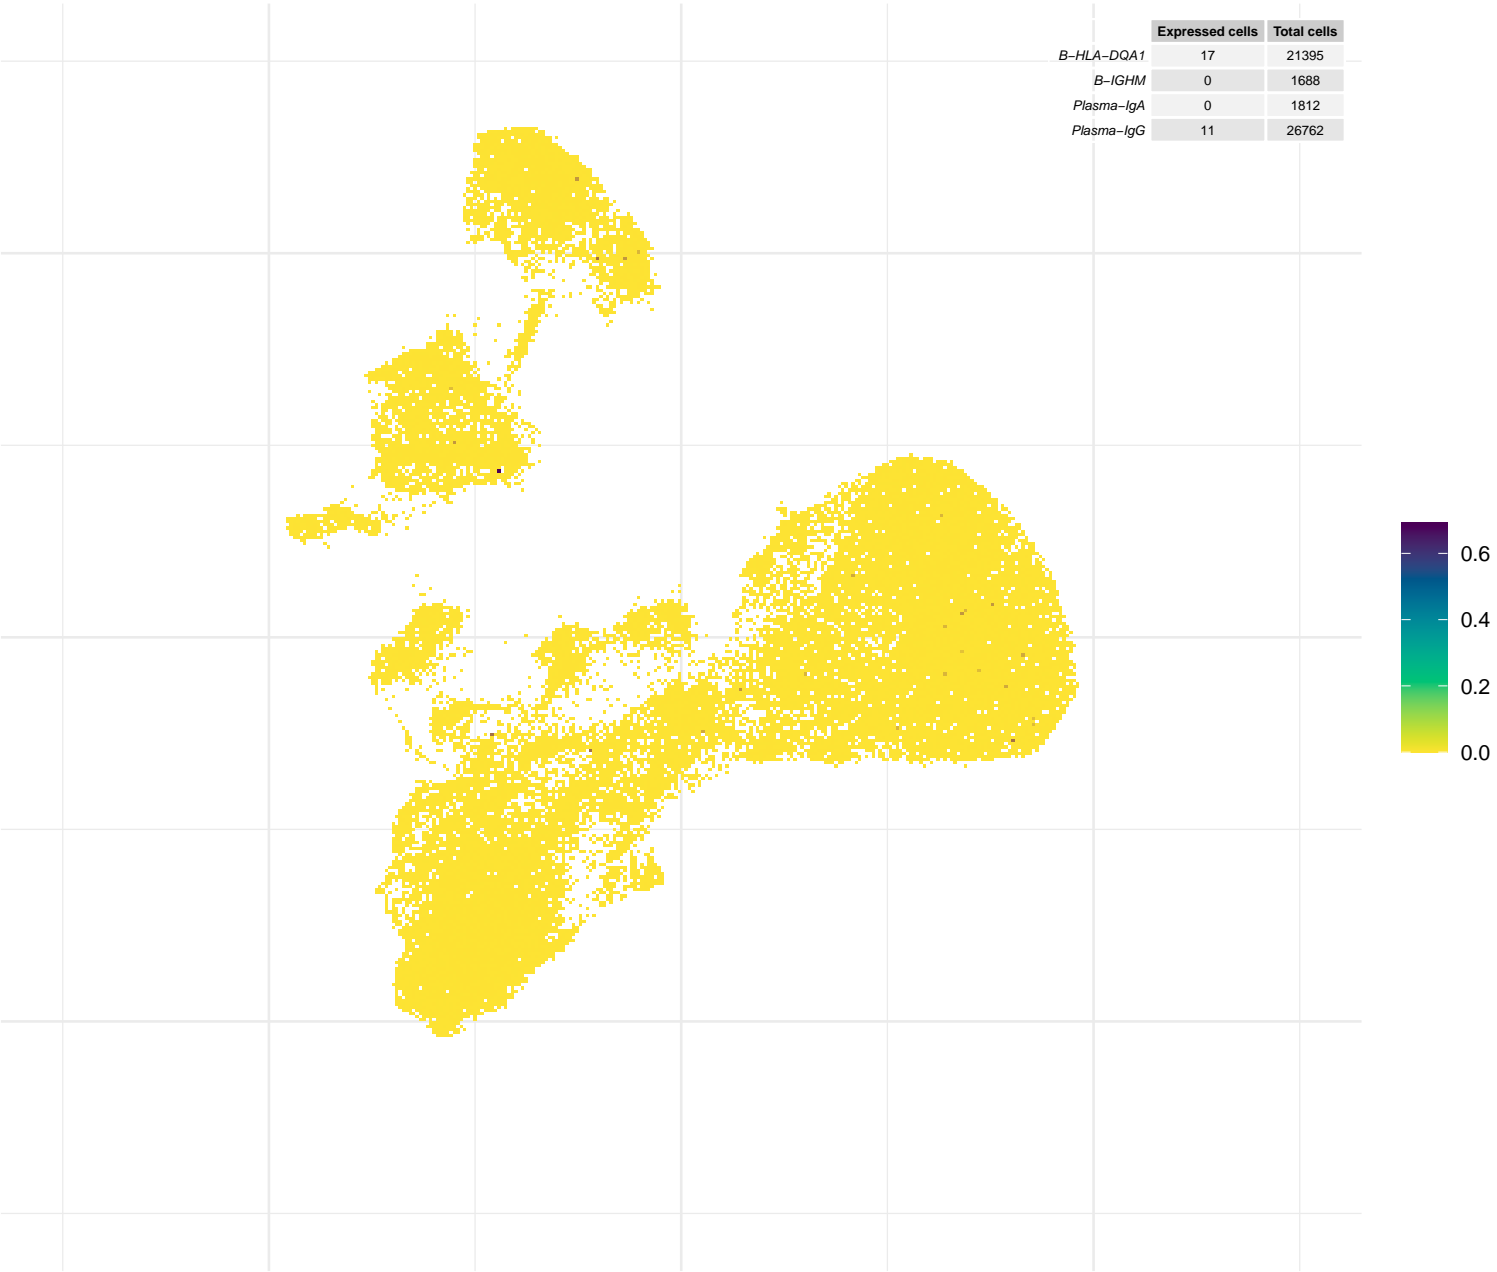 Expressed cells Total cells
B−HLA−DQA1 17 21395
B−IGHM 0 1688
Plasma−IgA 0 1812
Plasma−IgG 11 26762
0.6
0.4
0.2
0.0